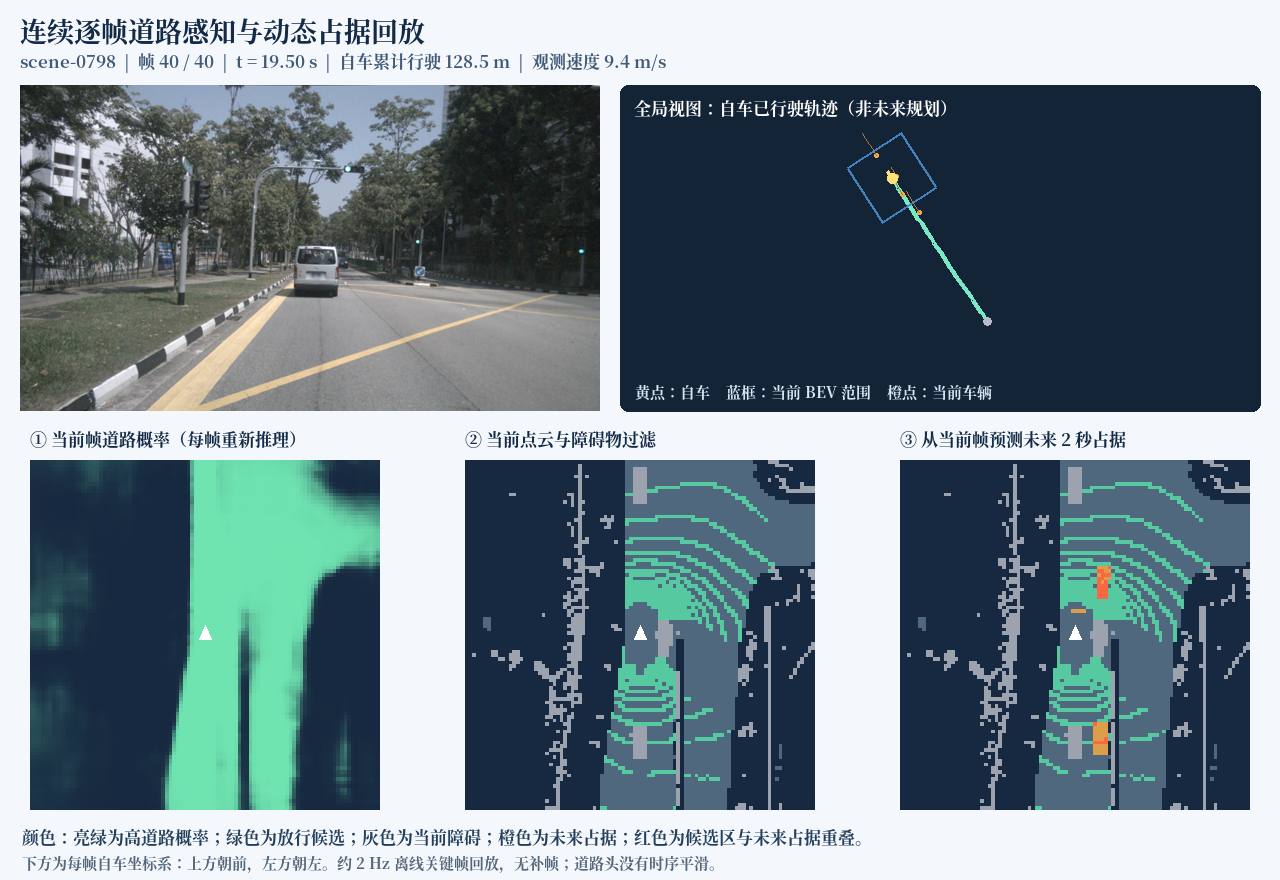 连续逐帧道路感知与动态占据回放
scene-0798 | 帧 40 / 40 | t = 19.50 s | 自车累计行驶 128.5 m | 观测速度 9.4 m/s
全局视图：自车已行驶轨迹（非未来规划）
黄点：自车 蓝框：当前 BEV 范围 橙点：当前车辆
① 当前帧道路概率（每帧重新推理）
② 当前点云与障碍物过滤
③ 从当前帧预测未来 2 秒占据
颜色：亮绿为高道路概率；绿色为放行候选；灰色为当前障碍；橙色为未来占据；红色为候选区与未来占据重叠。
下方为每帧自车坐标系：上方朝前，左方朝左。约 2 Hz 离线关键帧回放，无补帧；道路头没有时序平滑。